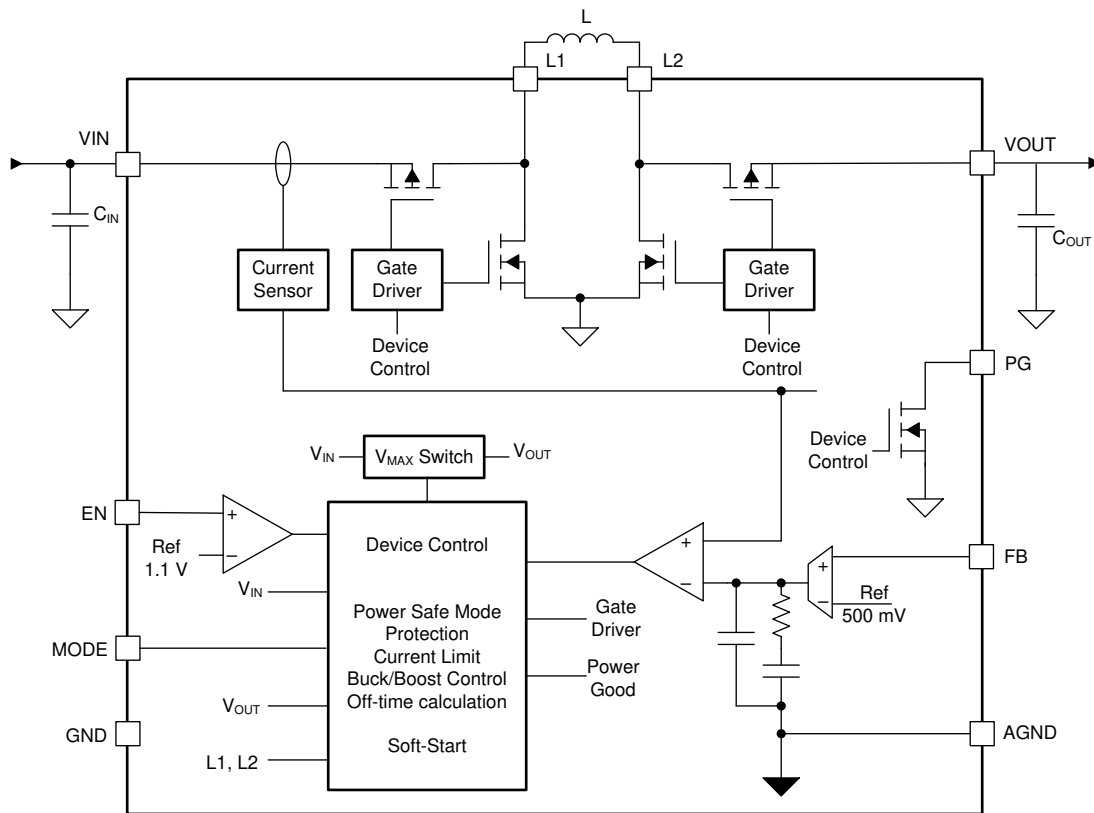 L
L1
L2
VIN
VOUT
CIN
COUT
Current
Sensor
Gate
Driver
Gate
Driver
Device
Control
Device
Control
PG
Device
Control
VIN
VMAX Switch
VOUT
EN
+
−
Ref
1.1 V
Device Control
+
−
FB
+
−
Ref
500 mV
VIN
Power Safe Mode
Protection
Current Limit
Buck/Boost Control
Off-time calculation
Soft-Start
Gate
Driver
MODE
Power
Good
VOUT
GND
AGND
L1, L2